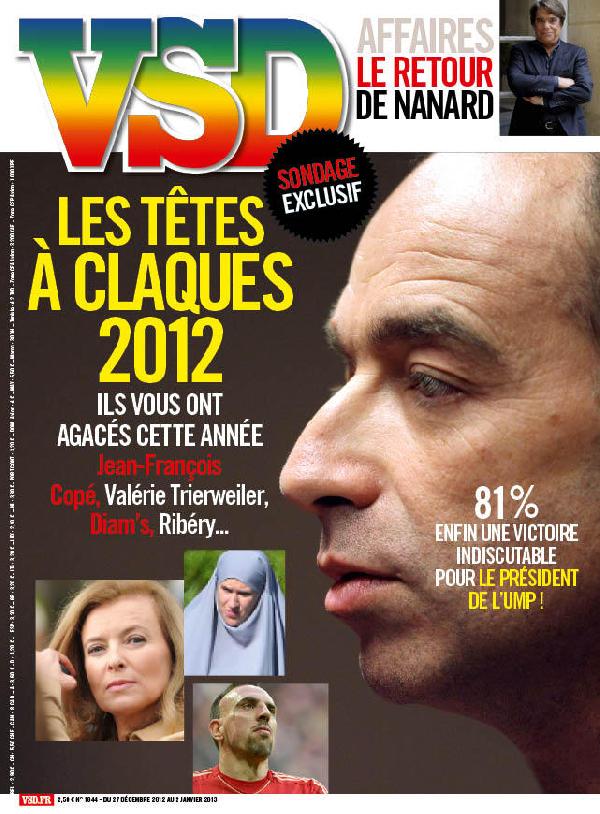 VSD
AFFAIRES
LE RETOUR
DE NANARD
SONDAGE
EXCLUSIF
LES TÊTES
À CLAQUES
2012
ILS VOUS ONT
AGACÉS CETTE ANNÉE
Jean-François
Copé, Valérie Trierweiler,
Diam's, Ribéry...
81%
ENFIN UNE VICTOIRE
INDISCUTABLE
POUR LE PRÉSIDENT
DE L'UMP !
VSD.FR 2,50 € N° 1844 - DU 27 DÉCEMBRE 2012 AU 2 JANVIER 2013